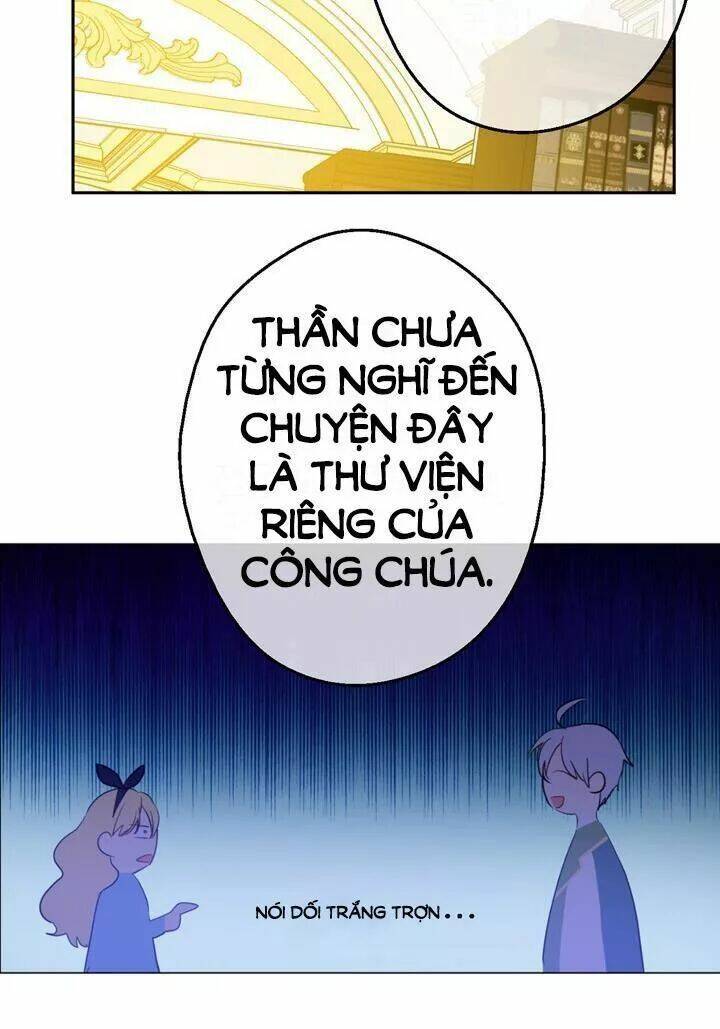 THẦN CHƯA
TỪNG NGHĨ ĐẾN
CHUYỆN ĐÂY
LÀ THƯ VIỆN
RIÊNG CỦA
CÔNG CHÚA.
NÓI DỐI TRẮNG TRỢN...